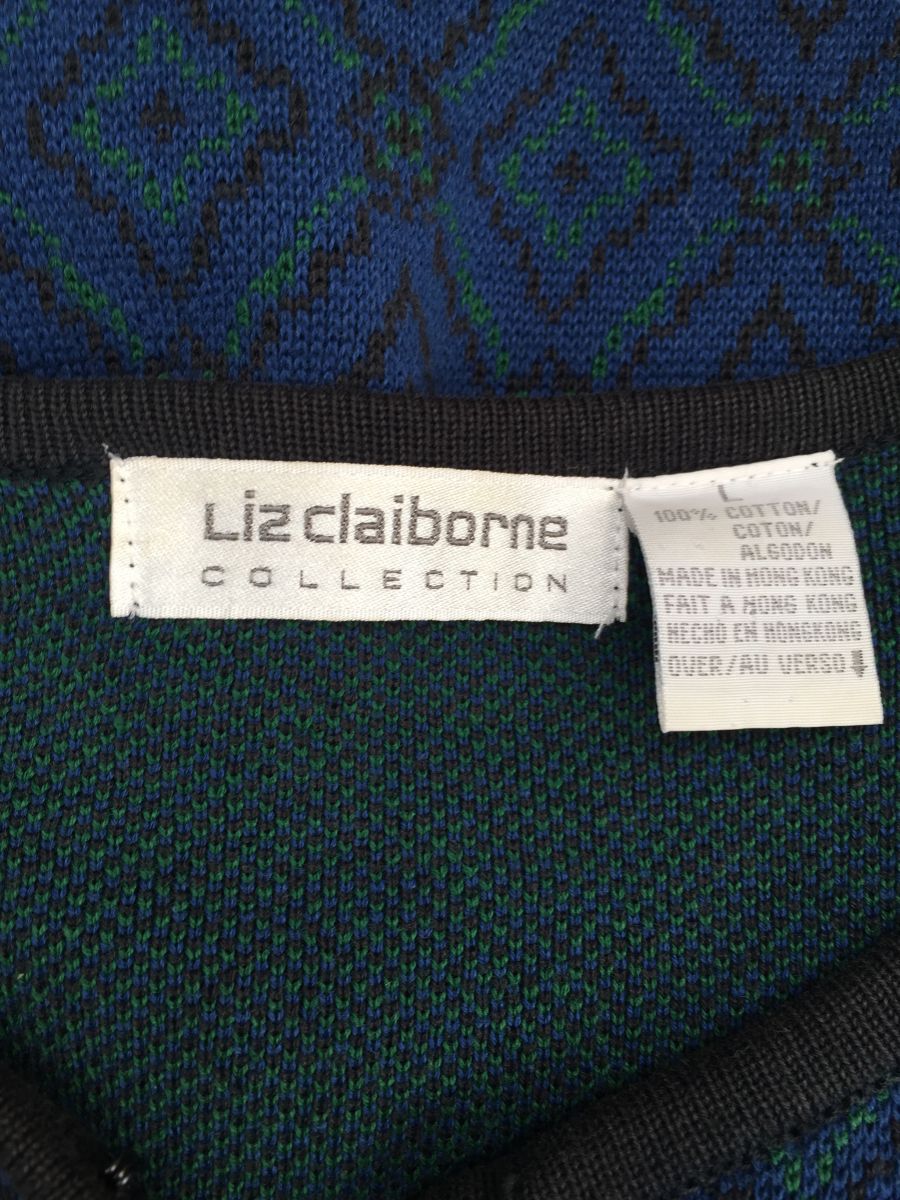 Liz claiborne
COLLECTION
L
100% COTTON/
COTON/
ALGODON
MADE IN HONG KONG
FAIT A HONG KONG
HECHO EN HONGKONG
OVER/AU VERSO